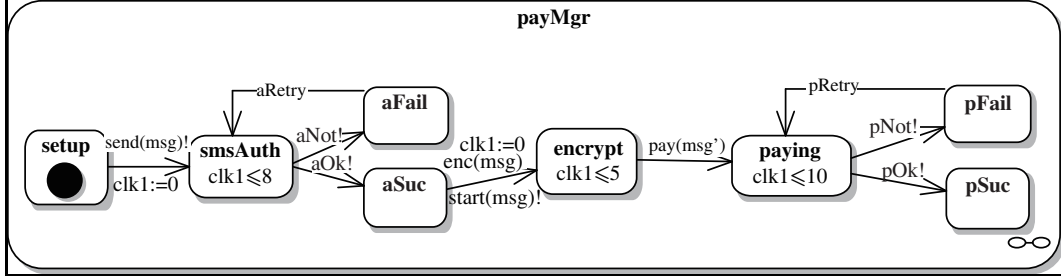 payMgr
aRetry
pRetry
aFail
pFail
setup
send(msg)!
smsAuth
clk1⩽8
clk1:=0
aNot!
aOk!
aSuc
clk1:=0
enc(msg)
start(msg)!
encrypt
clk1⩽5
pay(msg’)
paying
clk1⩽10
pNot!
pOk!
pSuc